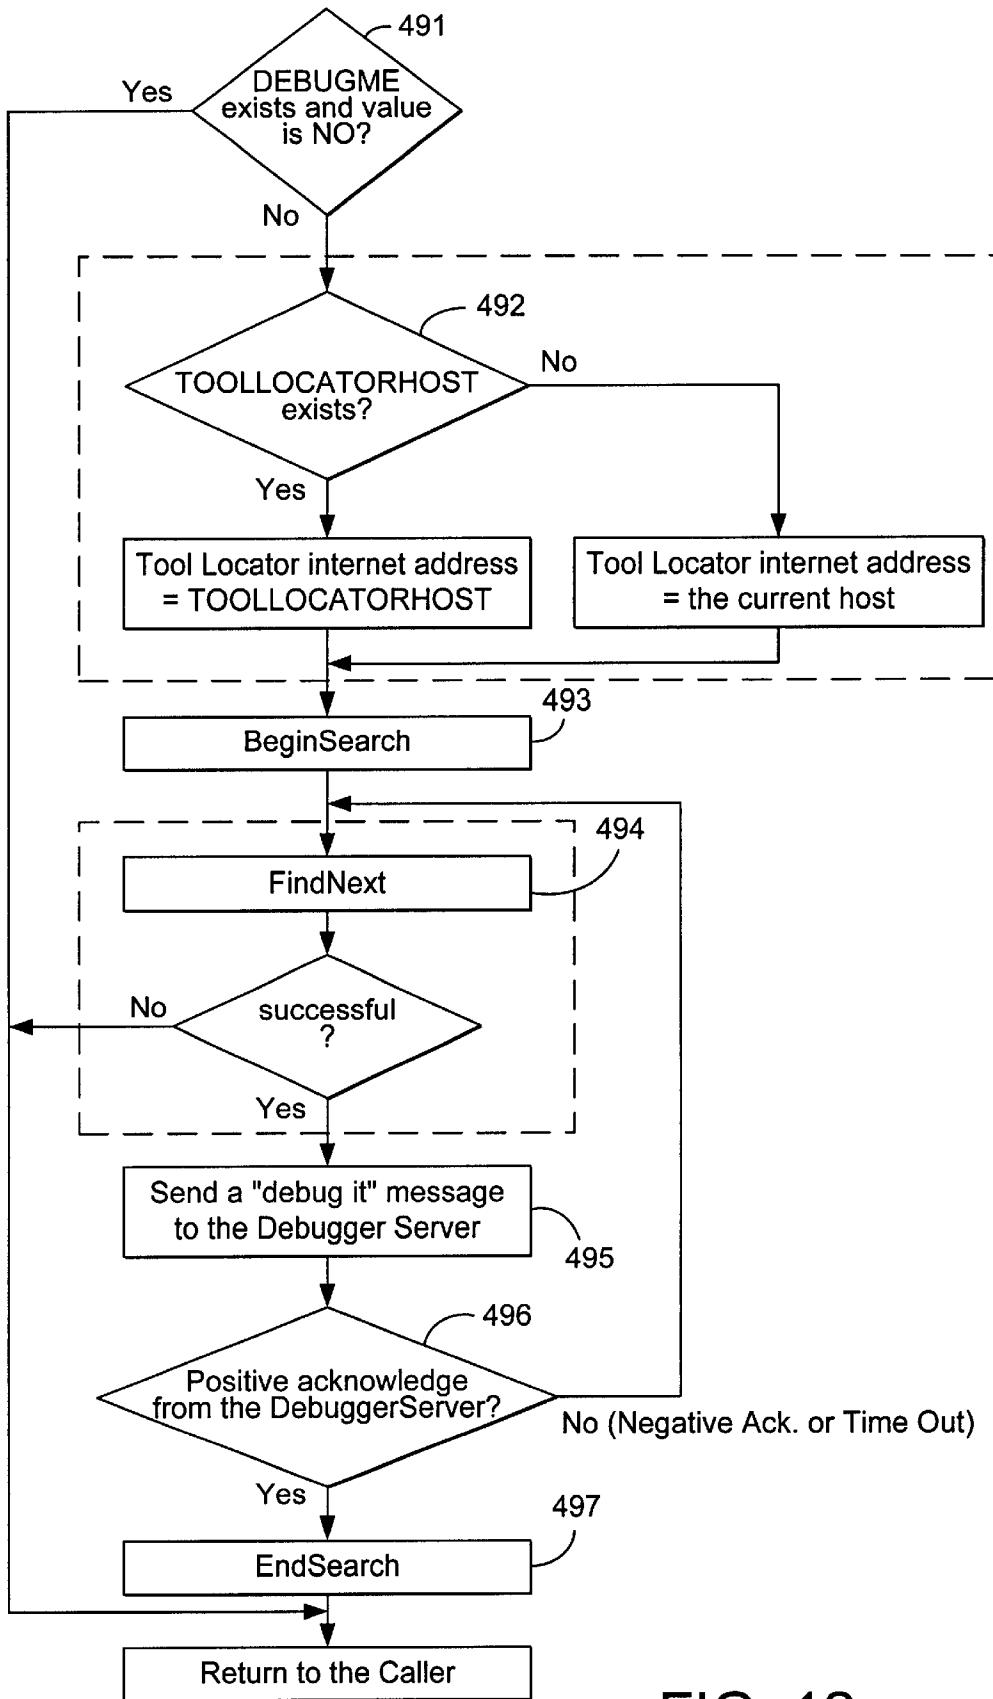 491
DEBUGME
exists and value
is NO?
Yes
No
492
TOOLLOCATORHOST
exists?
No
Yes
Tool Locator internet address
= TOOLLOCATORHOST
Tool Locator internet address
= the current host
493
BeginSearch
494
FindNext
successful
?
No
Yes
Send a "debug it" message
to the Debugger Server
495
496
Positive acknowledge
from the DebuggerServer?
No (Negative Ack. or Time Out)
Yes
497
EndSearch
Return to the Caller